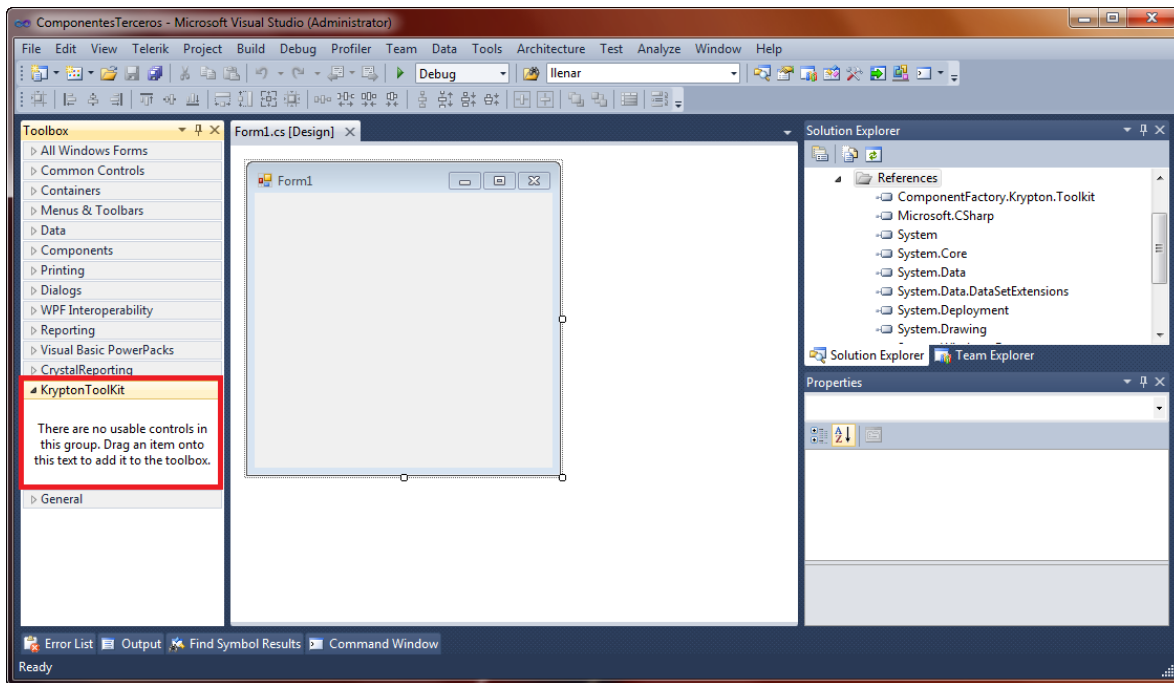 ComponentesTerceros - Microsoft Visual Studio (Administrator)
File Edit View Telerik Project Build Debug Profiler Team Data Tools Architecture Test Analyze Window Help
Debug llenar
Toolbox
All Windows Forms
Common Controls
Containers
Menus & Toolbars
Data
Components
Printing
Dialogs
WPF Interoperability
Reporting
Visual Basic PowerPacks
CrystalReporting
KryptonToolKit
There are no usable controls in
this group. Drag an item onto
this text to add it to the toolbox.
General
Form1.cs [Design]
Form1
Solution Explorer
References
ComponentFactory.Krypton.Toolkit
Microsoft.CSharp
System
System.Core
System.Data
System.Data.DataSetExtensions
System.Deployment
System.Drawing
Solution Explorer Team Explorer
Properties
Error List Output Find Symbol Results Command Window
Ready